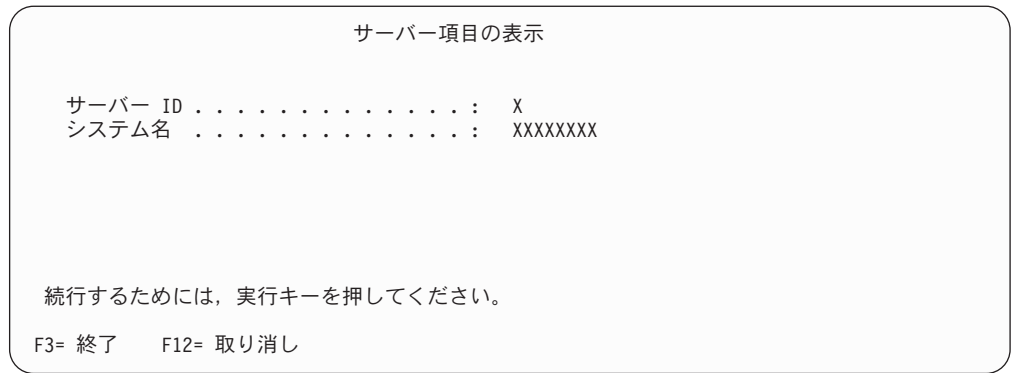 サーバー項目の表示
サーバー ID . . . . . . . . . . . . . :   X
システム名  . . . . . . . . . . . . . :   XXXXXXXX
続行するためには, 実行キーを押してください。
F3= 終了    F12= 取り消し